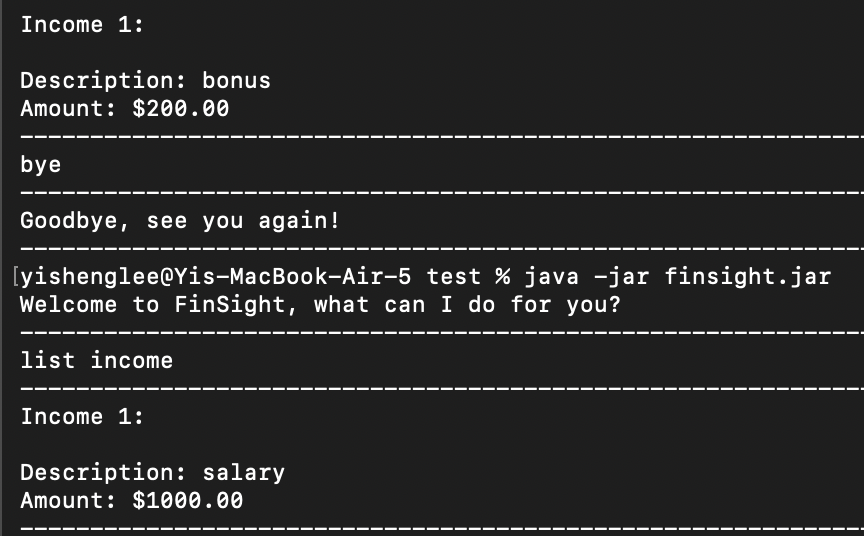 Income 1:
Description: bonus
Amount: $200.00
------------------------------------------------------------
bye
------------------------------------------------------------
Goodbye, see you again!
------------------------------------------------------------
[yishenglee@Yis-MacBook-Air-5 test % java -jar finsight.jar
Welcome to FinSight, what can I do for you?
------------------------------------------------------------
list income
------------------------------------------------------------
Income 1:
Description: salary
Amount: $1000.00
------------------------------------------------------------